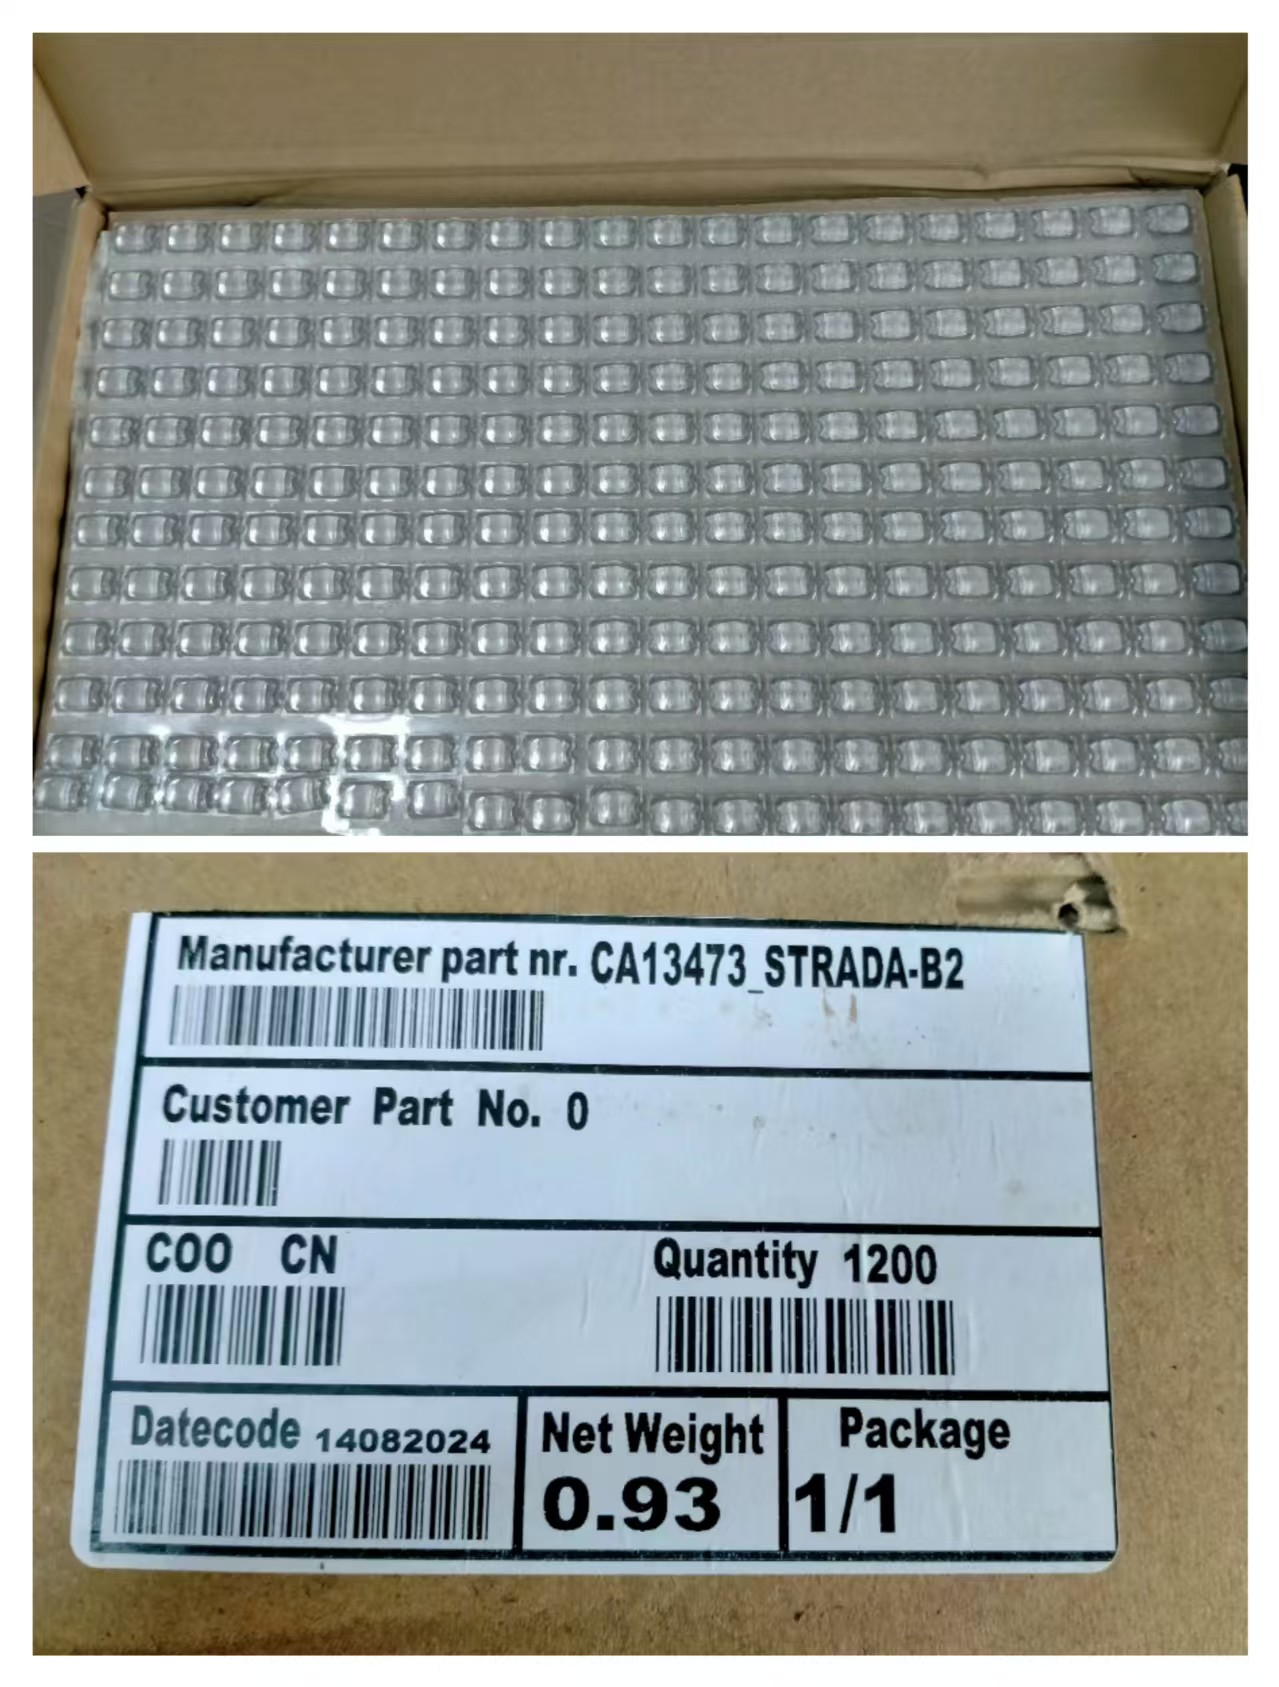 Manufacturer part nr. CA13473_STRADA-B2
Customer Part No. 0
COO CN
Quantity 1200
Datecode 14082024
Net Weight
0.93
Package
1/1